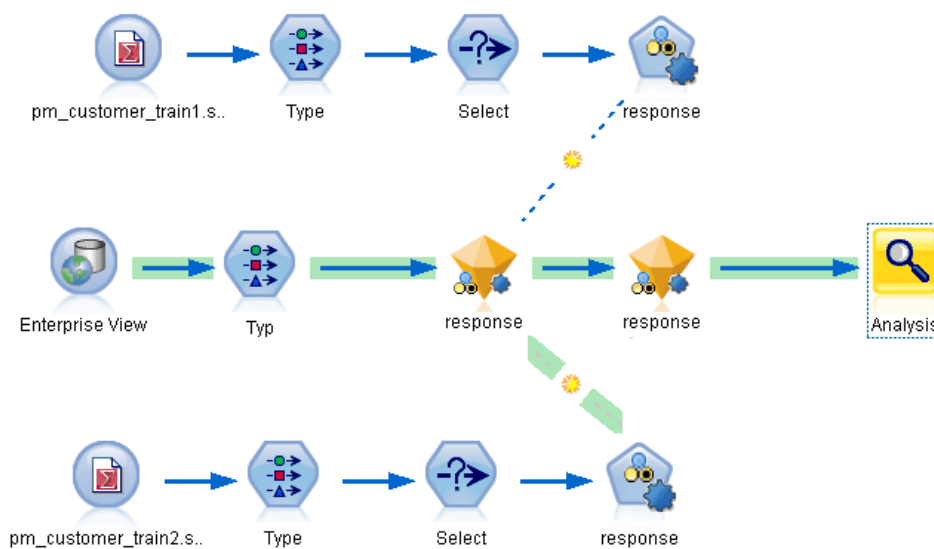 pm_customer_train1.s..
Type
Select
response
Enterprise View
Typ
response
response
Analysis
pm_customer_train2.s..
Type
Select
response